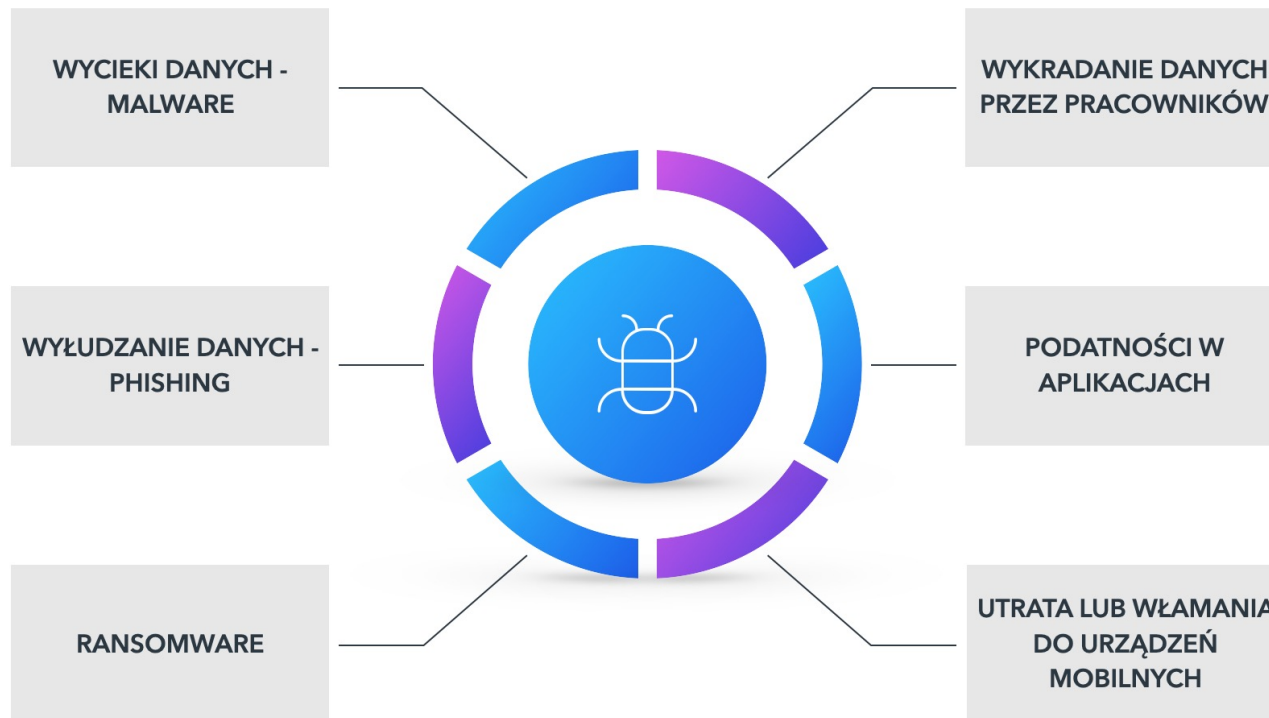 WYCIEKI DANYCH -
MALWARE
WYKRADANIE DANYCH
PRZEZ PRACOWNIKÓW
WYŁUDZANIE DANYCH -
PHISHING
PODATNOŚCI W
APLIKACJACH
RANSOMWARE
UTRATA LUB WŁAMANIA
DO URZĄDZEŃ
MOBILNYCH